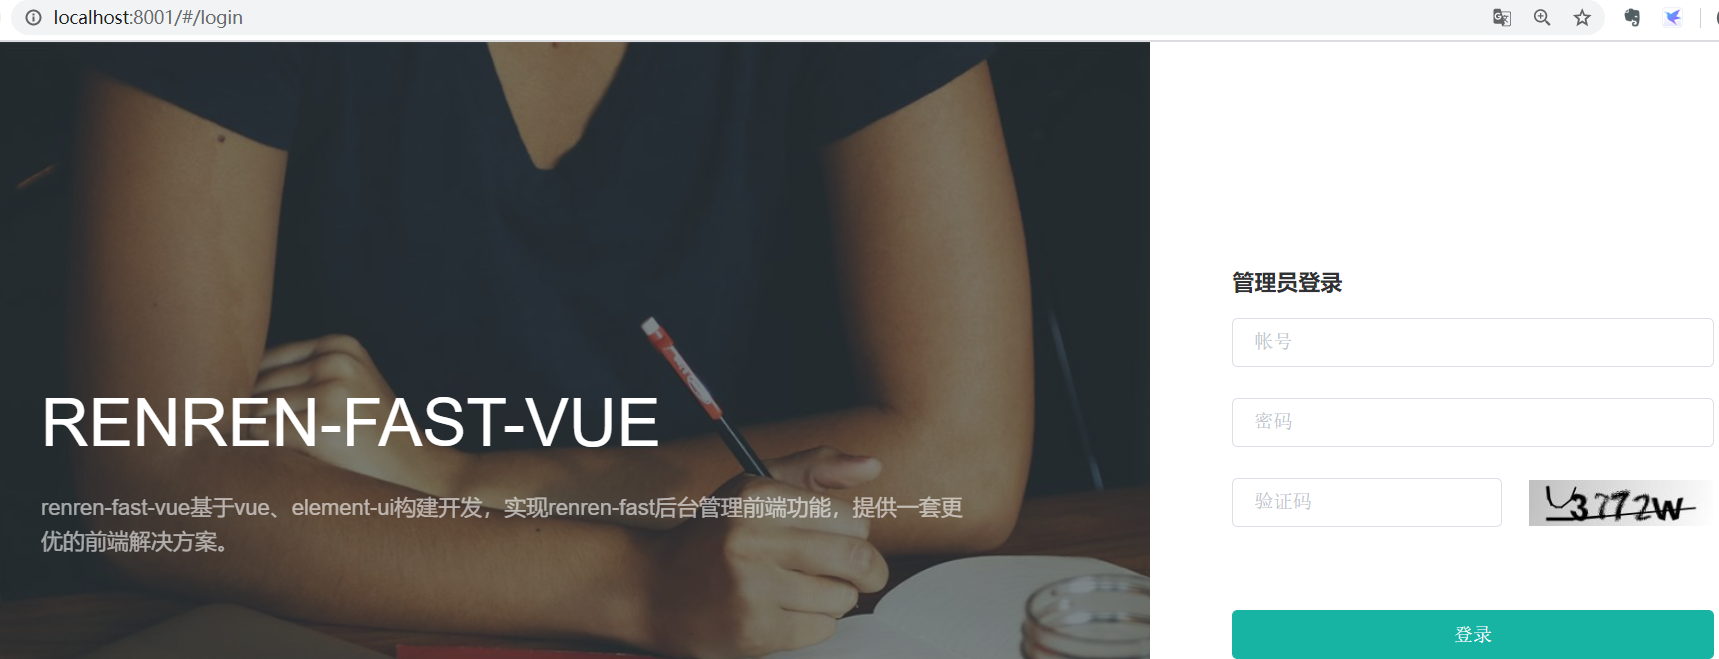 localhost:8001/#/login
RENREN-FAST-VUE
renren-fast-vue基于vue、element-ui构建开发，实现renren-fast后台管理前端功能，提供一套更
优的前端解决方案。
管理员登录
帐号
密码
验证码
登录